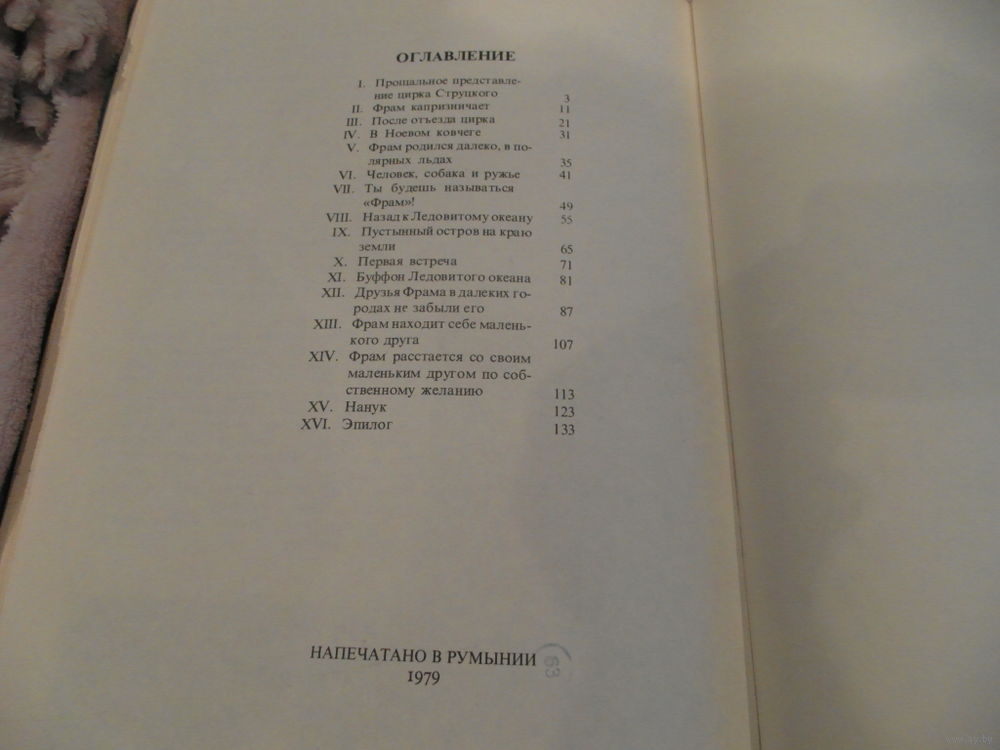 ОГЛАВЛЕНИЕ
I. Прощальное представле-
ние цирка Струцкого 3
II. Фрам капризничает 11
III. После отъезда цирка 21
IV. В Ноевом ковчеге 31
V. Фрам родился далеко, в по-
лярных льдах 35
VI. Человек, собака и ружье 41
VII. Ты будешь называться
«Фрам»! 49
VIII. Назад к Ледовитому океану 55
IX. Пустынный остров на краю
земли 65
X. Первая встреча 71
XI. Буффон Ледовитого океана 81
XII. Друзья Фрама в далеких го-
родах не забыли его 87
XIII. Фрам находит себе малень-
кого друга 107
XIV. Фрам расстается со своим
маленьким другом по соб-
ственному желанию 113
XV. Нанук 123
XVI. Эпилог 133
НАПЕЧАТАНО В РУМЫНИИ
1979